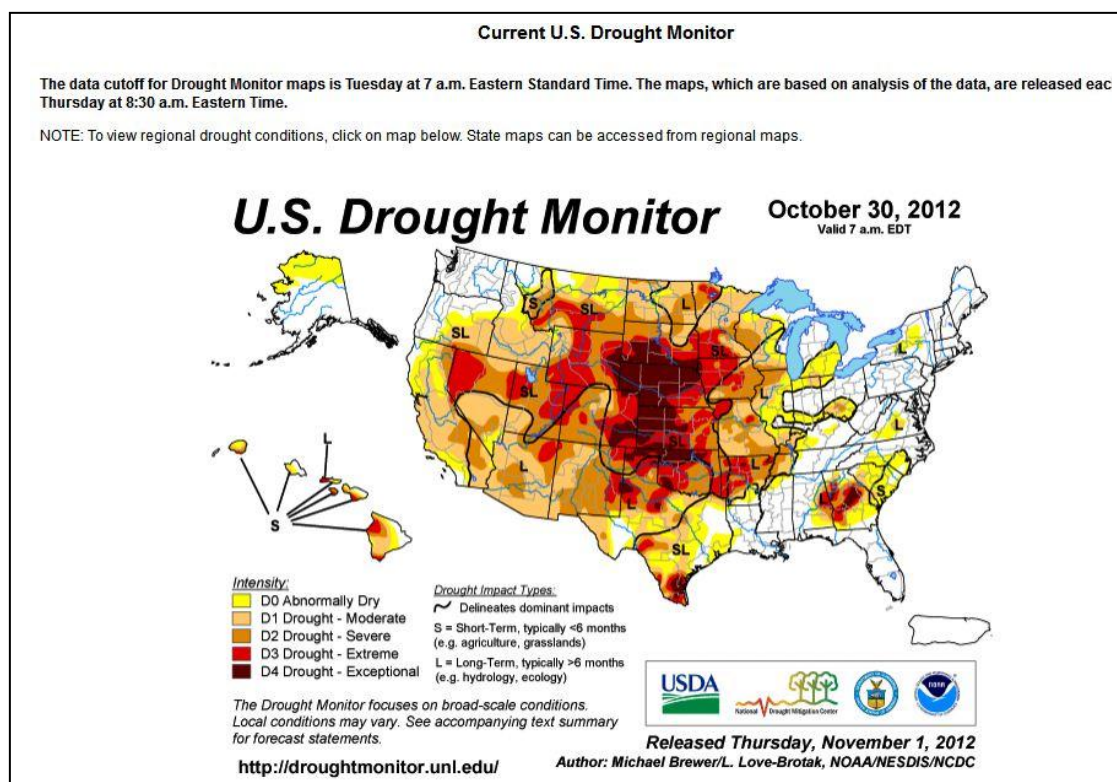 Current U.S. Drought Monitor
The data cutoff for Drought Monitor maps is Tuesday at 7 a.m. Eastern Standard Time. The maps, which are based on analysis of the data, are released eac
Thursday at 8:30 a.m. Eastern Time.
NOTE: To view regional drought conditions, click on map below. State maps can be accessed from regional maps.
U.S. Drought Monitor
October 30, 2012
Valid 7 a.m. EDT
S
SL
L
SL
SL
L
SL
L
SL
L
L
SL
L
L
L
L
S
SL
L
S
Intensity:
D0 Abnormally Dry
D1 Drought - Moderate
D2 Drought - Severe
D3 Drought - Extreme
D4 Drought - Exceptional
Drought Impact Types:
Delineates dominant impacts
S = Short-Term, typically <6 months
(e.g. agriculture, grasslands)
L = Long-Term, typically >6 months
(e.g. hydrology, ecology)
The Drought Monitor focuses on broad-scale conditions.
Local conditions may vary. See accompanying text summary
for forecast statements.
http://droughtmonitor.unl.edu/
USDA
National Drought Mitigation Center
NOAA
Released Thursday, November 1, 2012
Author: Michael Brewer/L. Love-Brotak, NOAA/NESDIS/NCDC